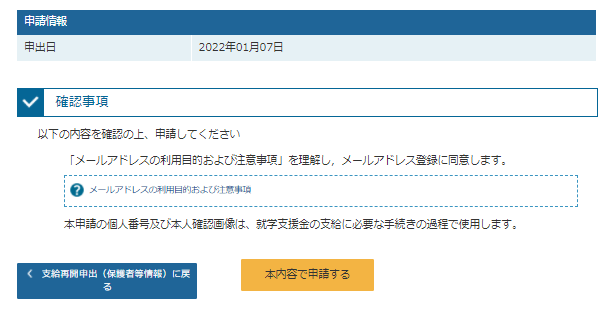 申請情報
申出日 2022年01月07日
確認事項
以下の内容を確認の上、申請してください
「メールアドレスの利用目的および注意事項」を理解し，メールアドレス登録に同意します。
? メールアドレスの利用目的および注意事項
本申請の個人番号及び本人確認画像は、就学支援金の支給に必要な手続きの過程で使用します。
支給再開申出（保護者等情報）に戻
る
本内容で申請する